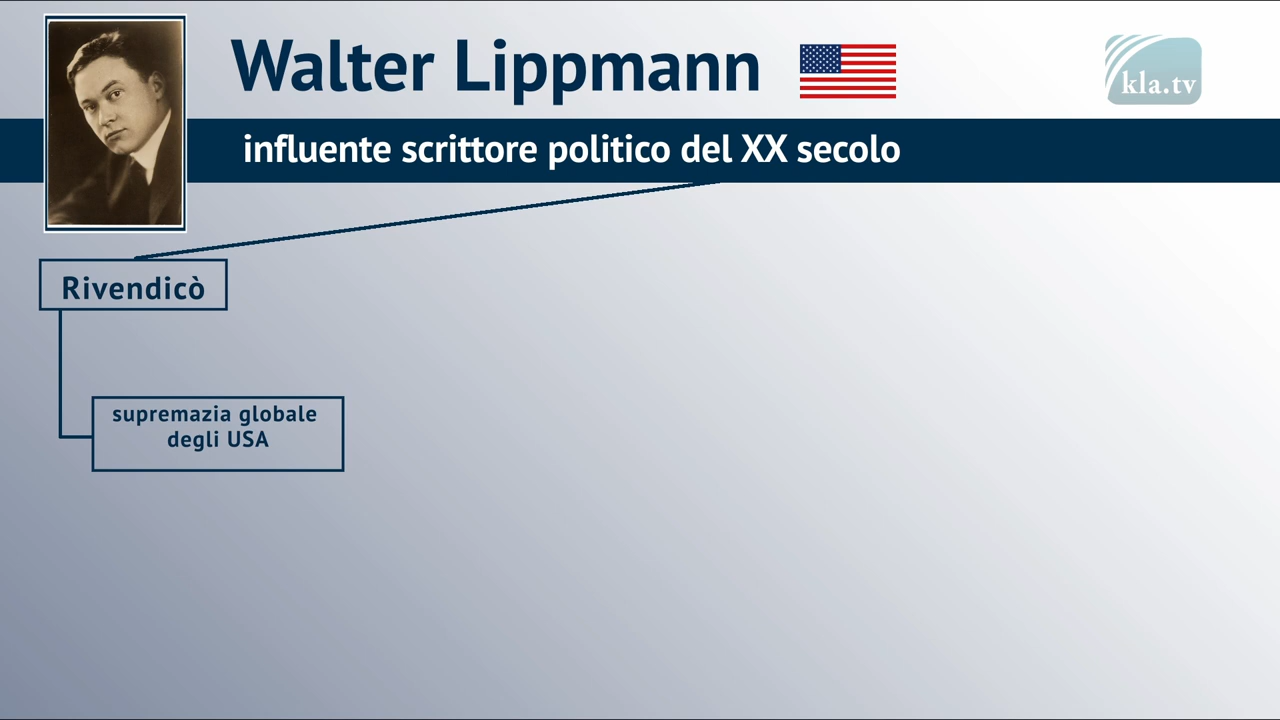 Walter Lippmann
kla.tv
influente scrittore politico del XX secolo
Rivendicò
supremazia globale
degli USA